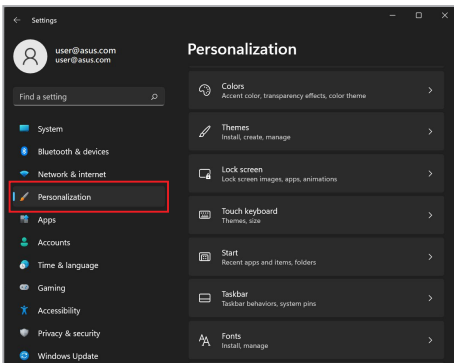 Settings
user@asus.com
user@asus.com
Find a setting
System
Bluetooth & devices
Network & internet
Personalization
Apps
Accounts
Time & language
Gaming
Accessibility
Privacy & security
Windows Update
Personalization
Colors
Accent color, transparency effects, color theme
Themes
Install, create, manage
Lock screen
Lock screen images, apps, animations
Touch keyboard
Themes, size
Start
Recent apps and items, folders
Taskbar
Taskbar behaviors, system pins
Fonts
Install, manage